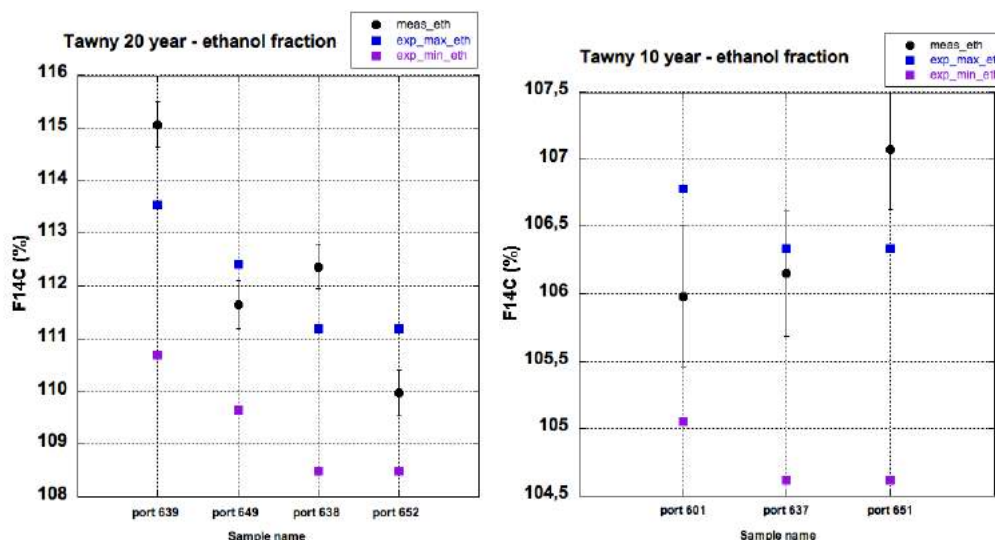 Tawny 20 year - ethanol fraction
meas_eth
exp_max_eth
exp_min_eth
116
115
114
113
112
111
110
109
108
F14C (%)
port 639 port 649 port 638 port 652
Sample name
Tawny 10 year - ethanol fraction
meas_eth
exp_max_eth
exp_min_eth
107,5
107
106,5
106
105,5
105
104,5
F14C (%)
port 601 port 637 port 651
Sample name